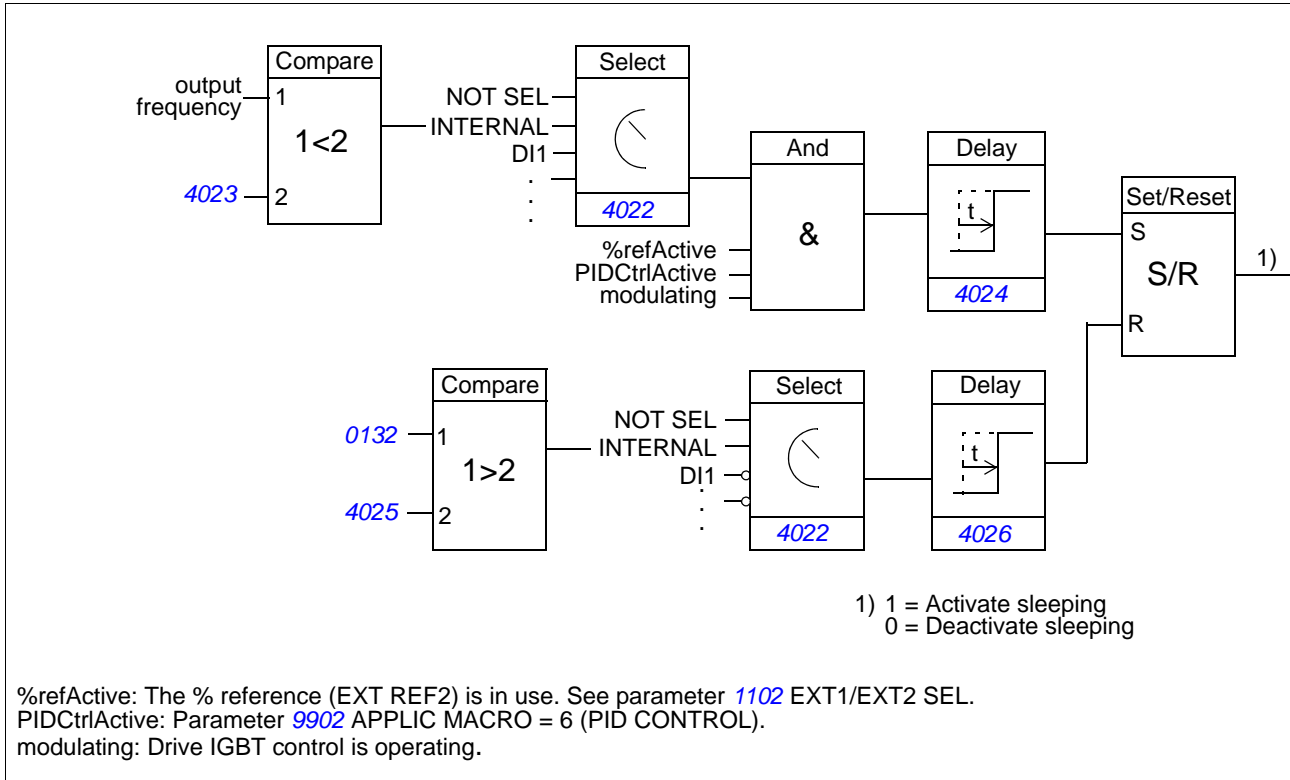 Compare
output
frequency
1
1<2
4023
2
Select
NOT SEL
INTERNAL
DI1
.
.
.
4022
And
&
%refActive
PIDCtrlActive
modulating
Delay
t
4024
Set/Reset
S
S/R
R
1)
Compare
0132
1
1>2
4025
2
Select
NOT SEL
INTERNAL
DI1
.
.
.
4022
Delay
t
4026
1) 1 = Activate sleeping
0 = Deactivate sleeping
%refActive: The % reference (EXT REF2) is in use. See parameter 1102 EXT1/EXT2 SEL.
PIDCtrlActive: Parameter 9902 APPLIC MACRO = 6 (PID CONTROL).
modulating: Drive IGBT control is operating.